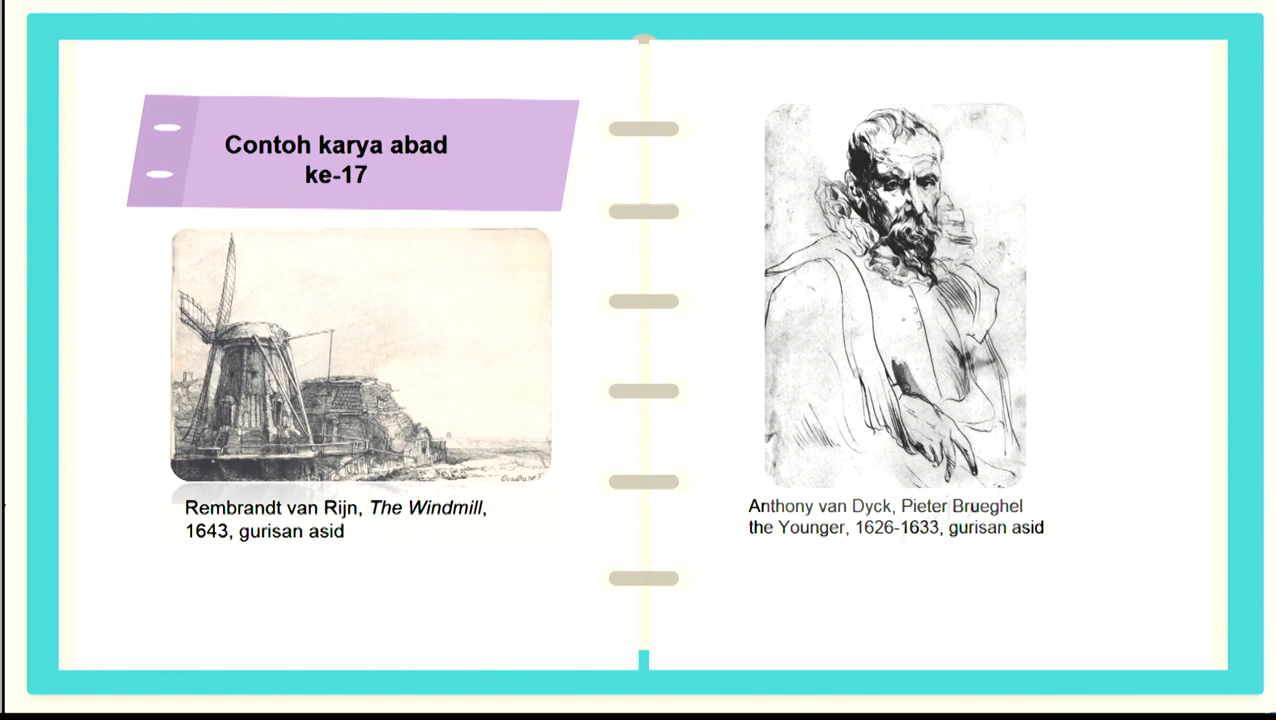 Contoh karya abad
ke-17
Rembrandt van Rijn, The Windmill,
1643, gurisan asid
Anthony van Dyck, Pieter Brueghel
the Younger, 1626-1633, gurisan asid